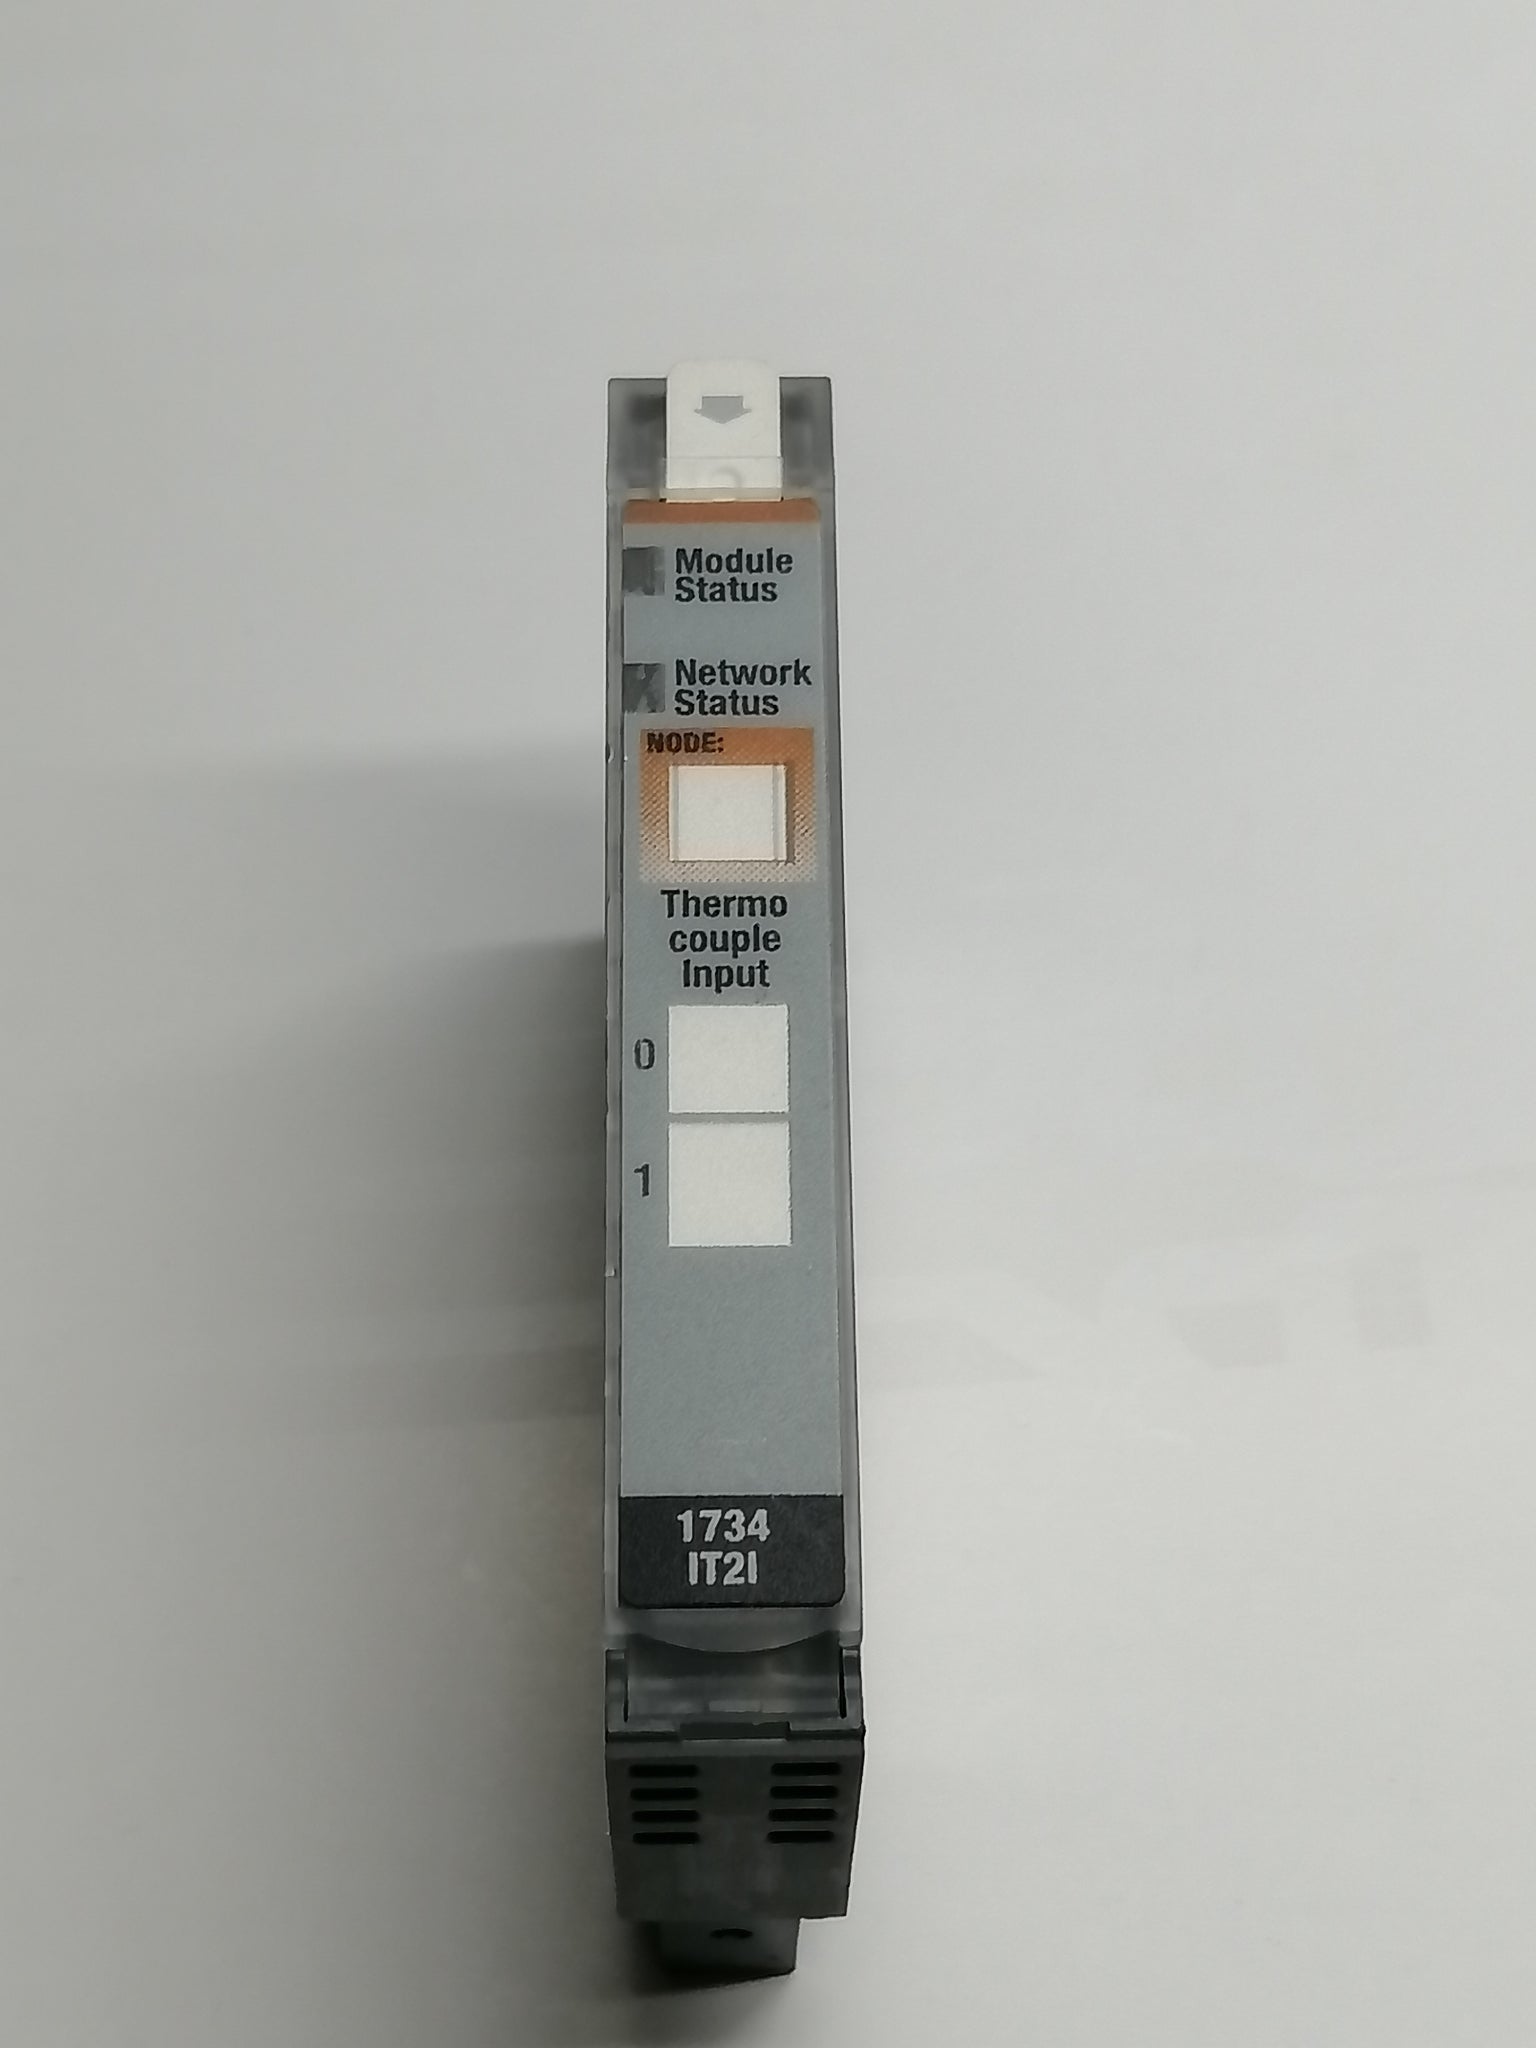 Module
Status
Network
Status
NODE:
Thermo
couple
Input
0
1
1734
IT2I